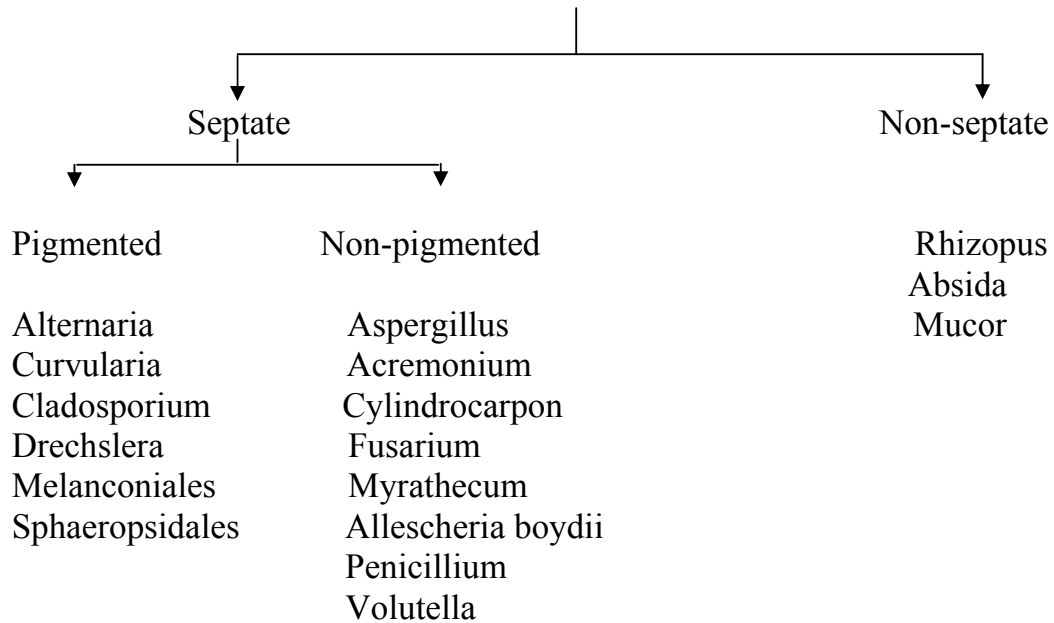 Septate
Non-septate
Pigmented
Non-pigmented
Rhizopus
Absida
Mucor
Alternaria
Curvularia
Cladosporium
Drechslera
Melanconiales
Sphaeropsidales
Aspergillus
Acremonium
Cylindrocarpon
Fusarium
Myrathecum
Allescheria boydii
Penicillium
Volutella